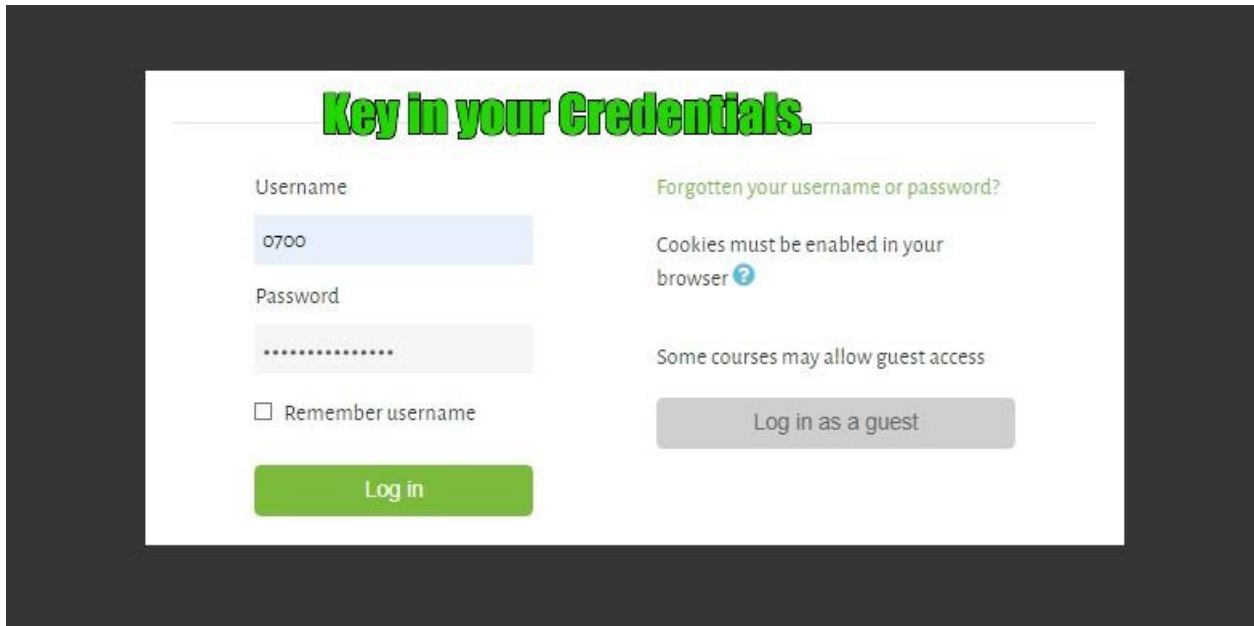 Key in your Credentials.
Username
0700
Password
•••••••••••••••
Remember username
Log in
Forgotten your username or password?
Cookies must be enabled in your
browser ?
Some courses may allow guest access
Log in as a guest